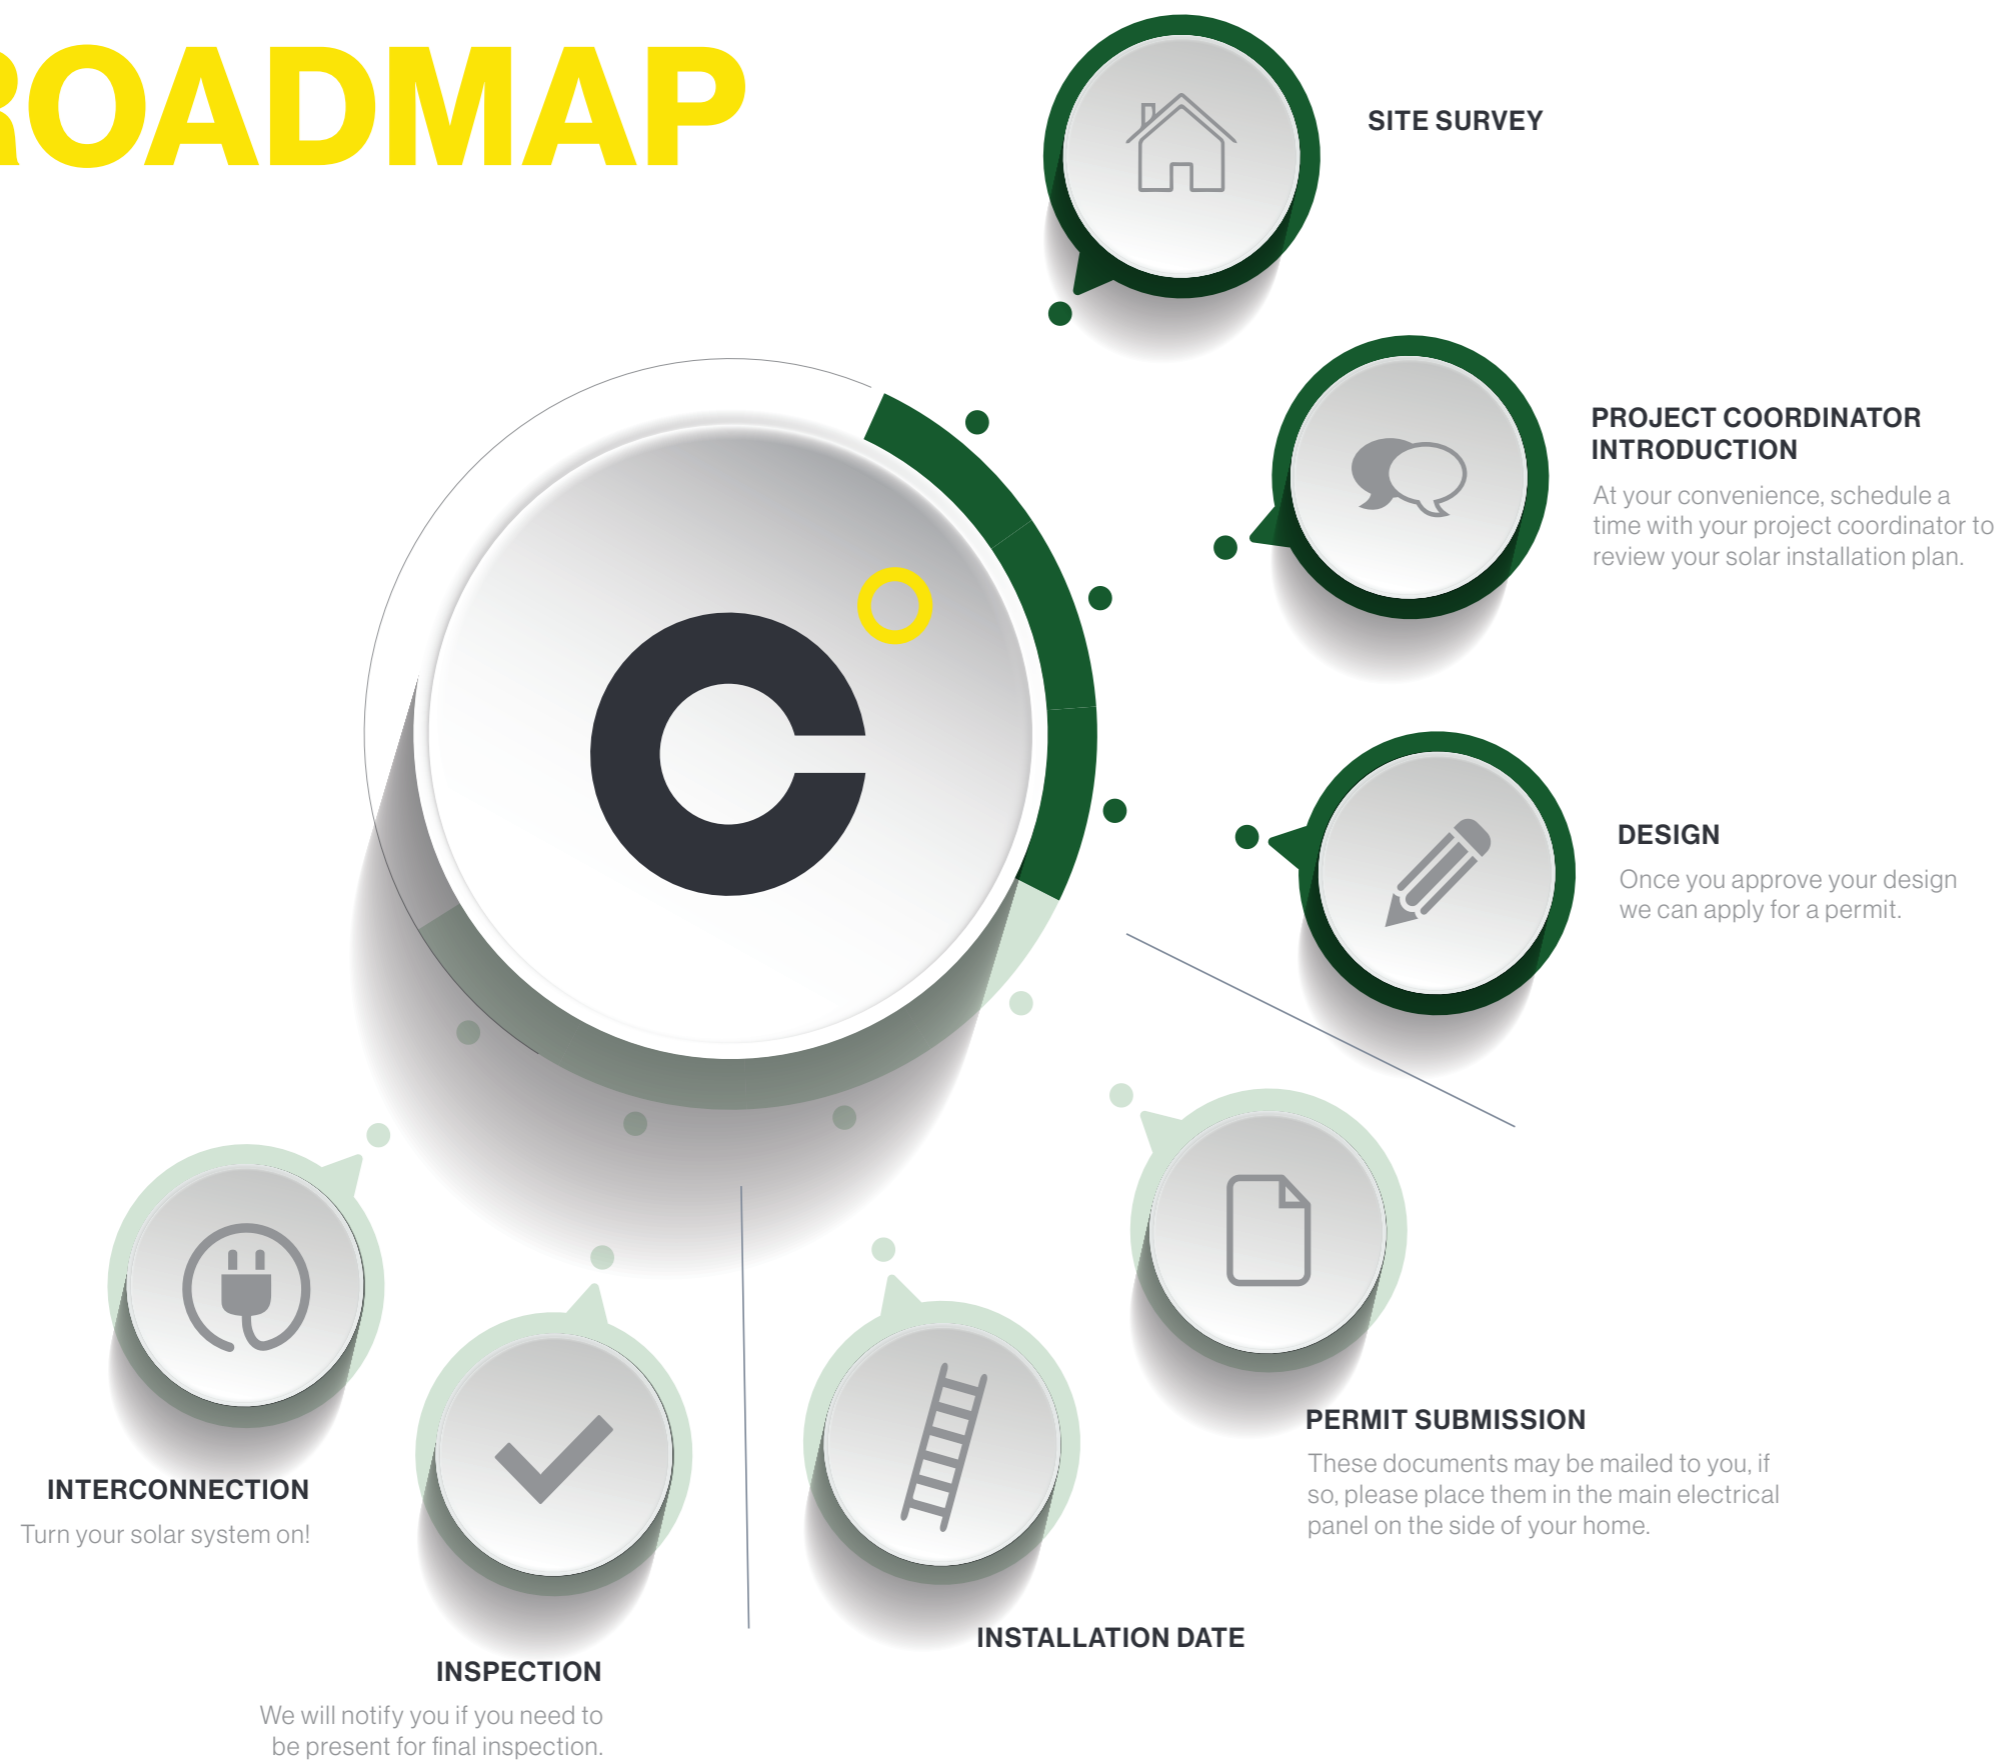 ROADMAP
SITE SURVEY
PROJECT COORDINATOR
INTRODUCTION
At your convenience, schedule a
time with your project coordinator to
review your solar installation plan.
DESIGN
Once you approve your design
we can apply for a permit.
PERMIT SUBMISSION
These documents may be mailed to you, if
so, please place them in the main electrical
panel on the side of your home.
INSTALLATION DATE
INSPECTION
We will notify you if you need to
be present for final inspection.
INTERCONNECTION
Turn your solar system on!